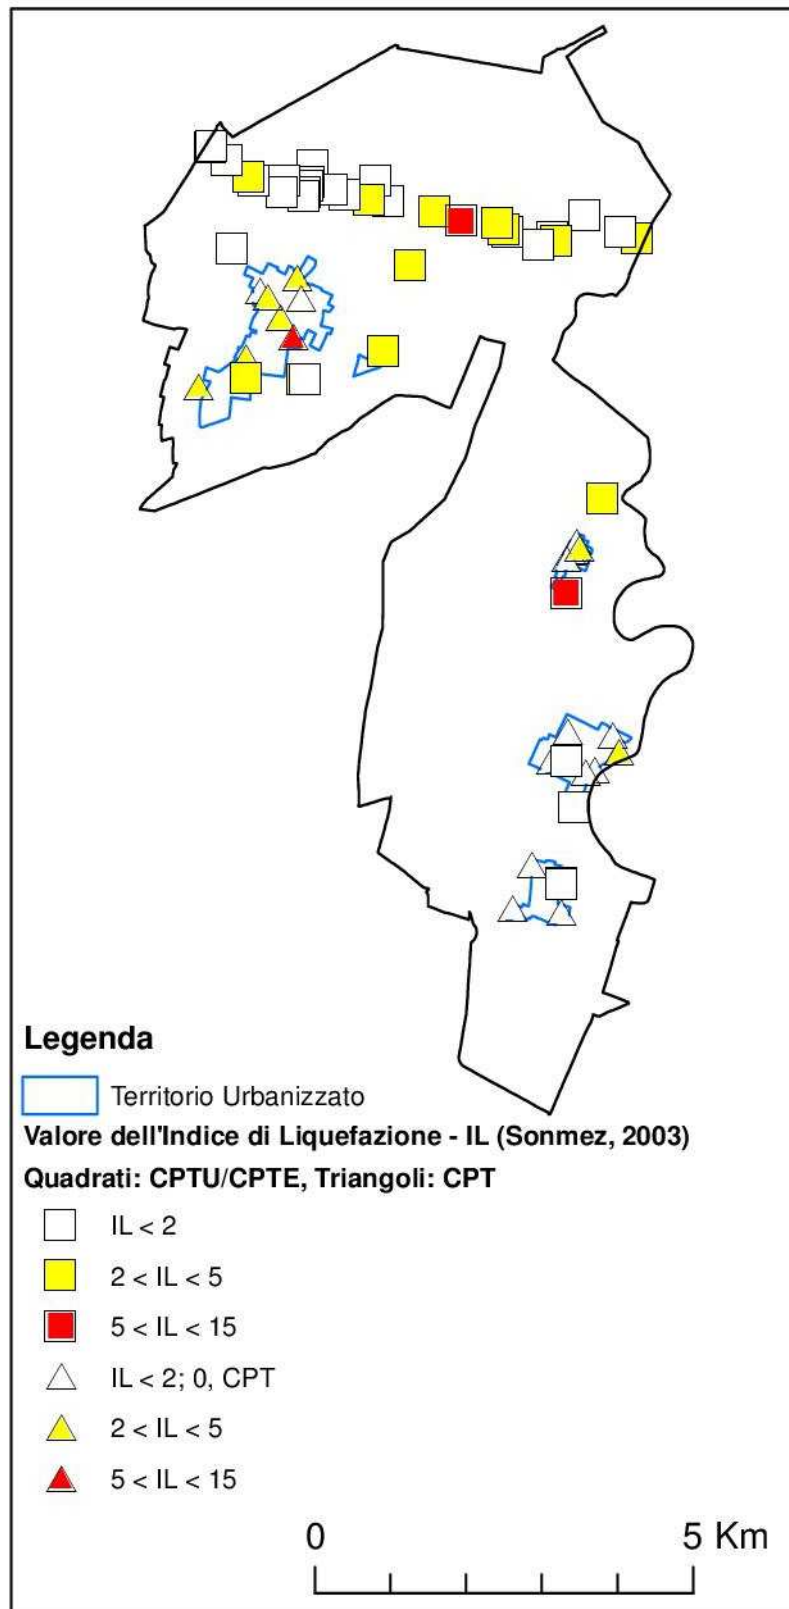 Legenda
Territorio Urbanizzato
Valore dell'Indice di Liquefazione - IL (Sonmez, 2003)
Quadrati: CPTU/CPTE, Triangoli: CPT
IL < 2
2 < IL < 5
5 < IL < 15
IL < 2; 0, CPT
2 < IL < 5
5 < IL < 15
0 5 Km